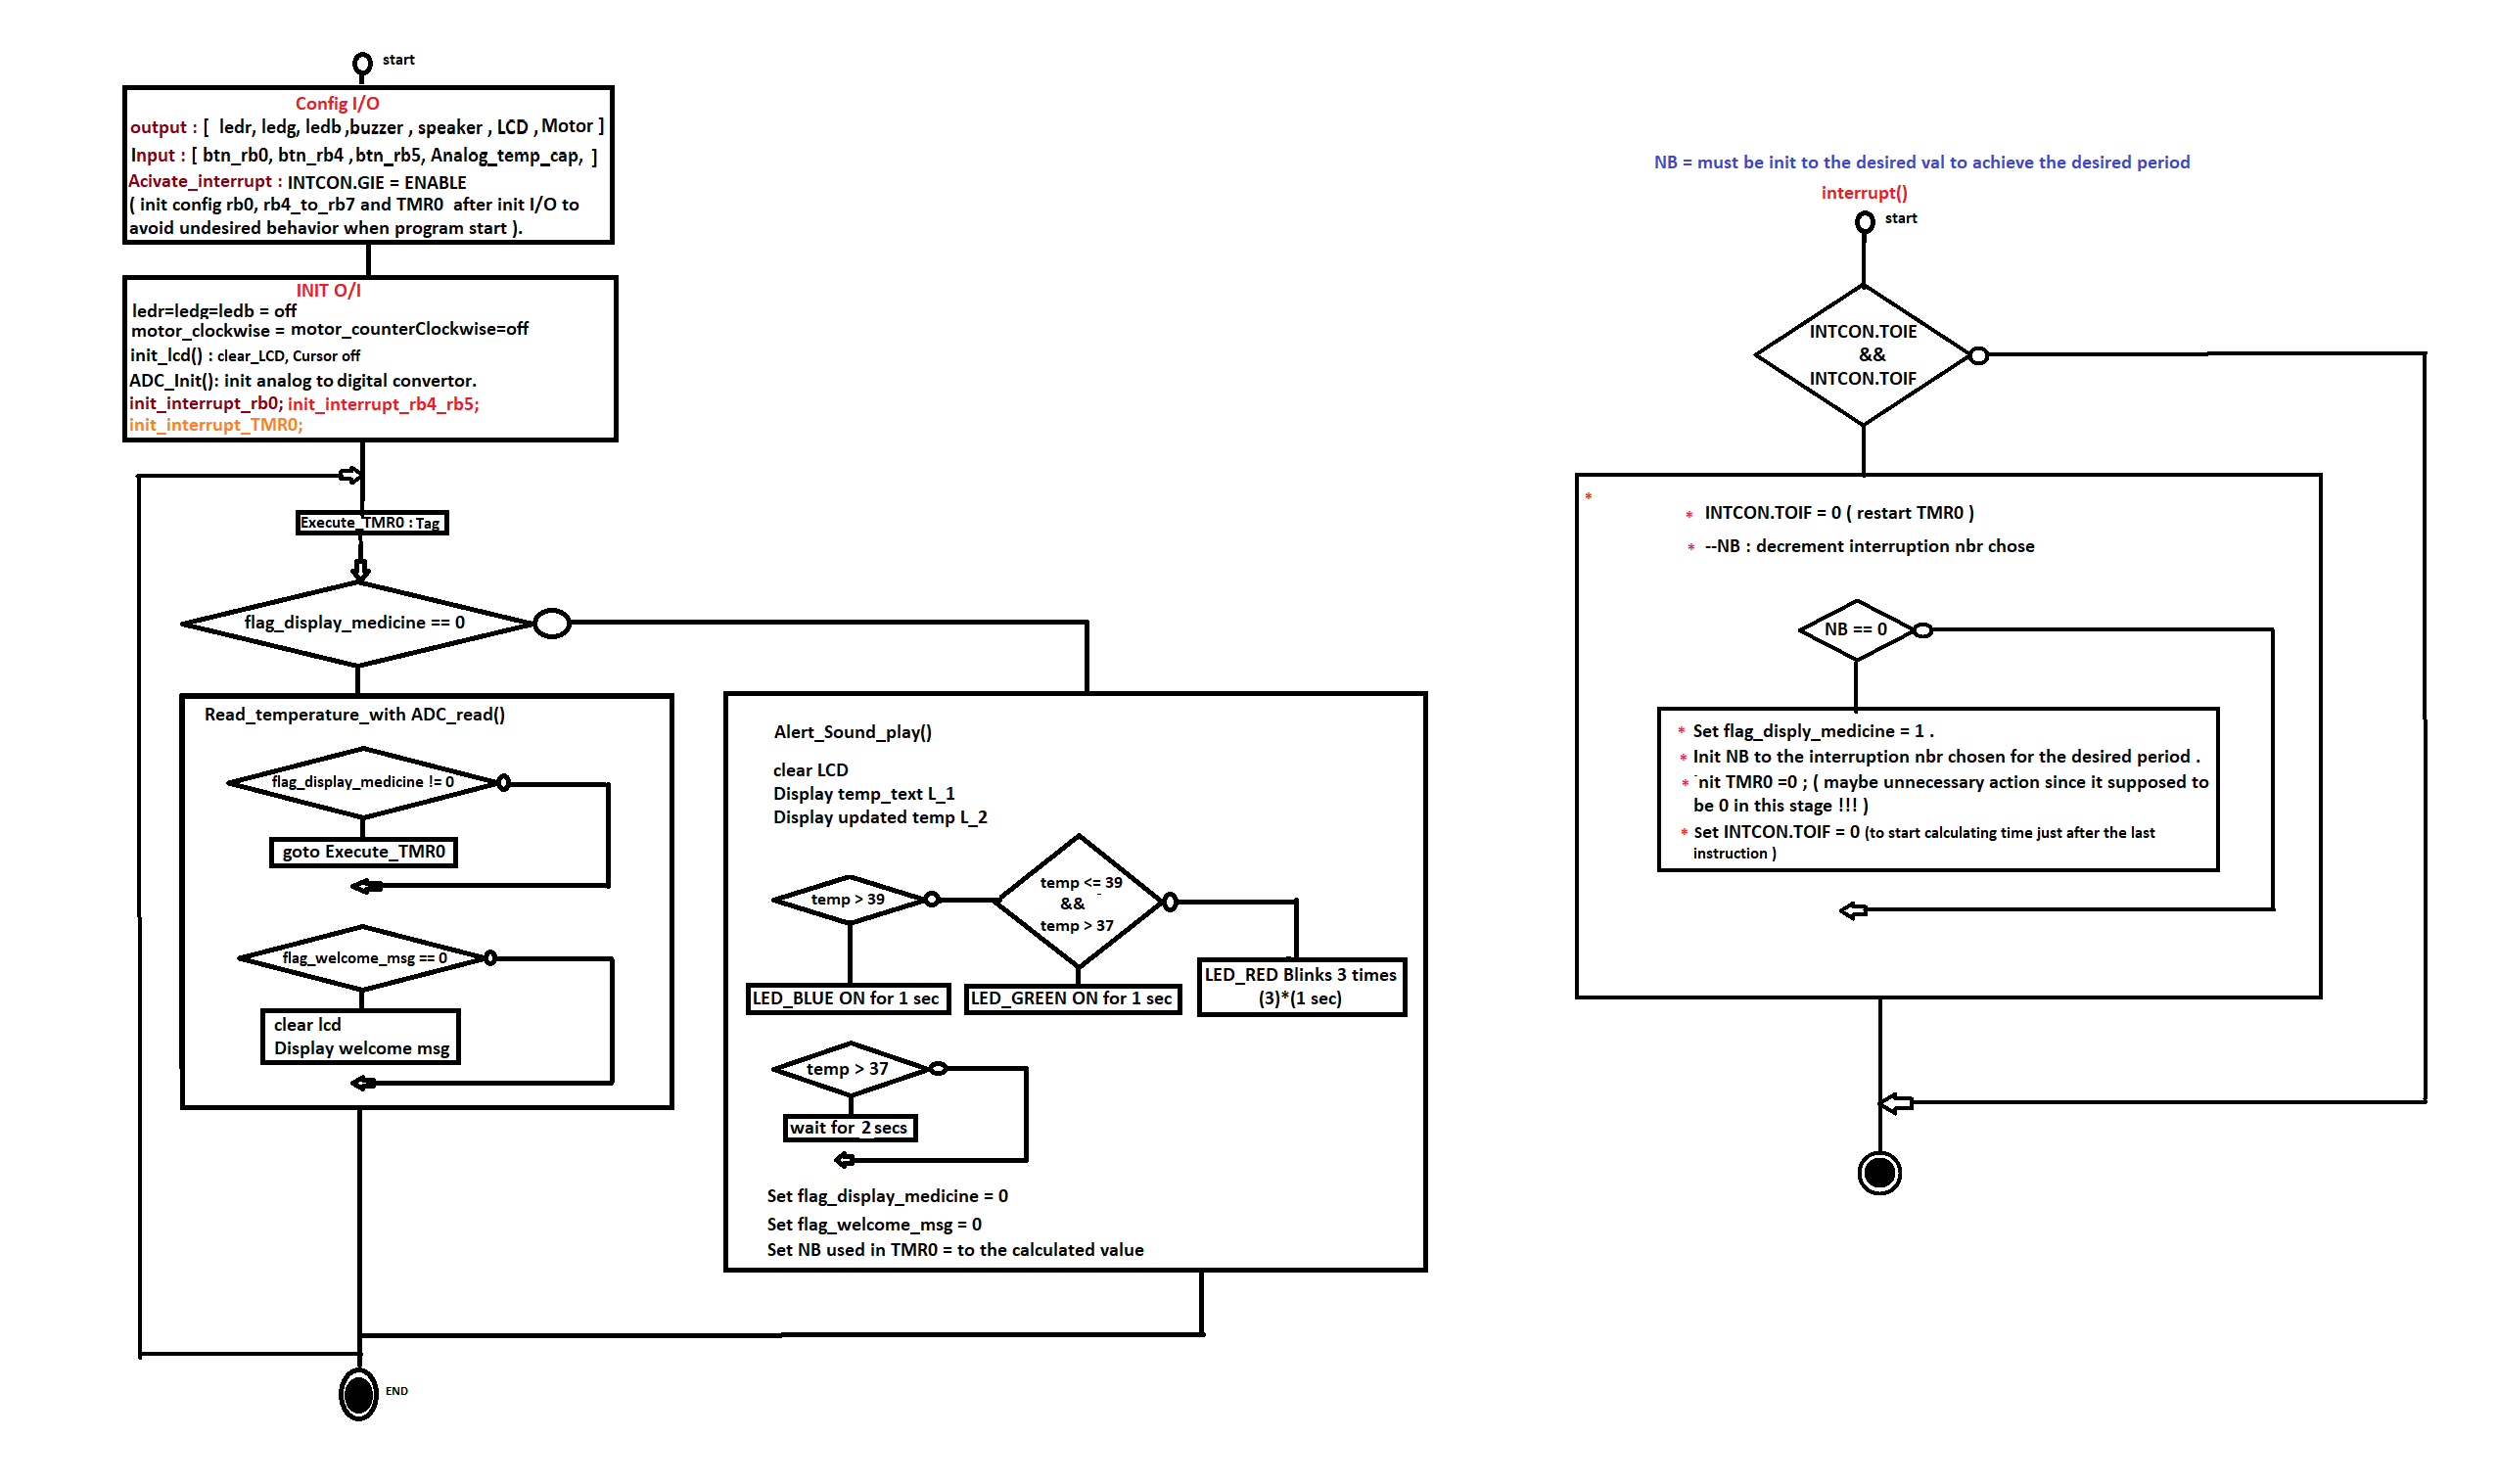 start
Config I/O
output : [ ledr, ledg, ledb ,buzzer , speaker , LCD , Motor ]
Input : [ btn_rb0, btn_rb4 ,btn_rb5, Analog_temp_cap, ]
Acivate_interrupt : INTCON.GIE = ENABLE
( init config rb0, rb4_to_rb7 and TMR0 after init I/O to
avoid undesired behavior when program start ).
INIT O/I
ledr=ledg=ledb = off
motor_clockwise = motor_counterClockwise=off
init_lcd() : clear_LCD, Cursor off
ADC_Init(): init analog to digital convertor.
init_interrupt_rb0; init_interrupt_rb4_rb5;
init_interrupt_TMR0;
Execute_TMR0 : Tag
flag_display_medicine == 0
Read_temperature_with ADC_read()
flag_display_medicine != 0
goto Execute_TMR0
flag_welcome_msg == 0
clear lcd
Display welcome msg
END
Alert_Sound_play()
clear LCD
Display temp_text L_1
Display updated temp L_2
temp > 39
temp <= 39
&&
temp > 37
LED_BLUE ON for 1 sec
LED_GREEN ON for 1 sec
LED_RED Blinks 3 times
(3)*(1 sec)
temp > 37
wait for 2 secs
Set flag_display_medicine = 0
Set flag_welcome_msg = 0
Set NB used in TMR0 = to the calculated value
NB = must be init to the desired val to achieve the desired period
interrupt()
start
INTCON.TOIE
&&
INTCON.TOIF
*
* INTCON.TOIF = 0 ( restart TMR0 )
* --NB : decrement interruption nbr chose
NB == 0
* Set flag_disply_medicine = 1 .
* Init NB to the interruption nbr chosen for the desired period .
* nit TMR0 =0 ; ( maybe unnecessary action since it supposed to
be 0 in this stage !!! )
* Set INTCON.TOIF = 0 (to start calculating time just after the last
instruction )